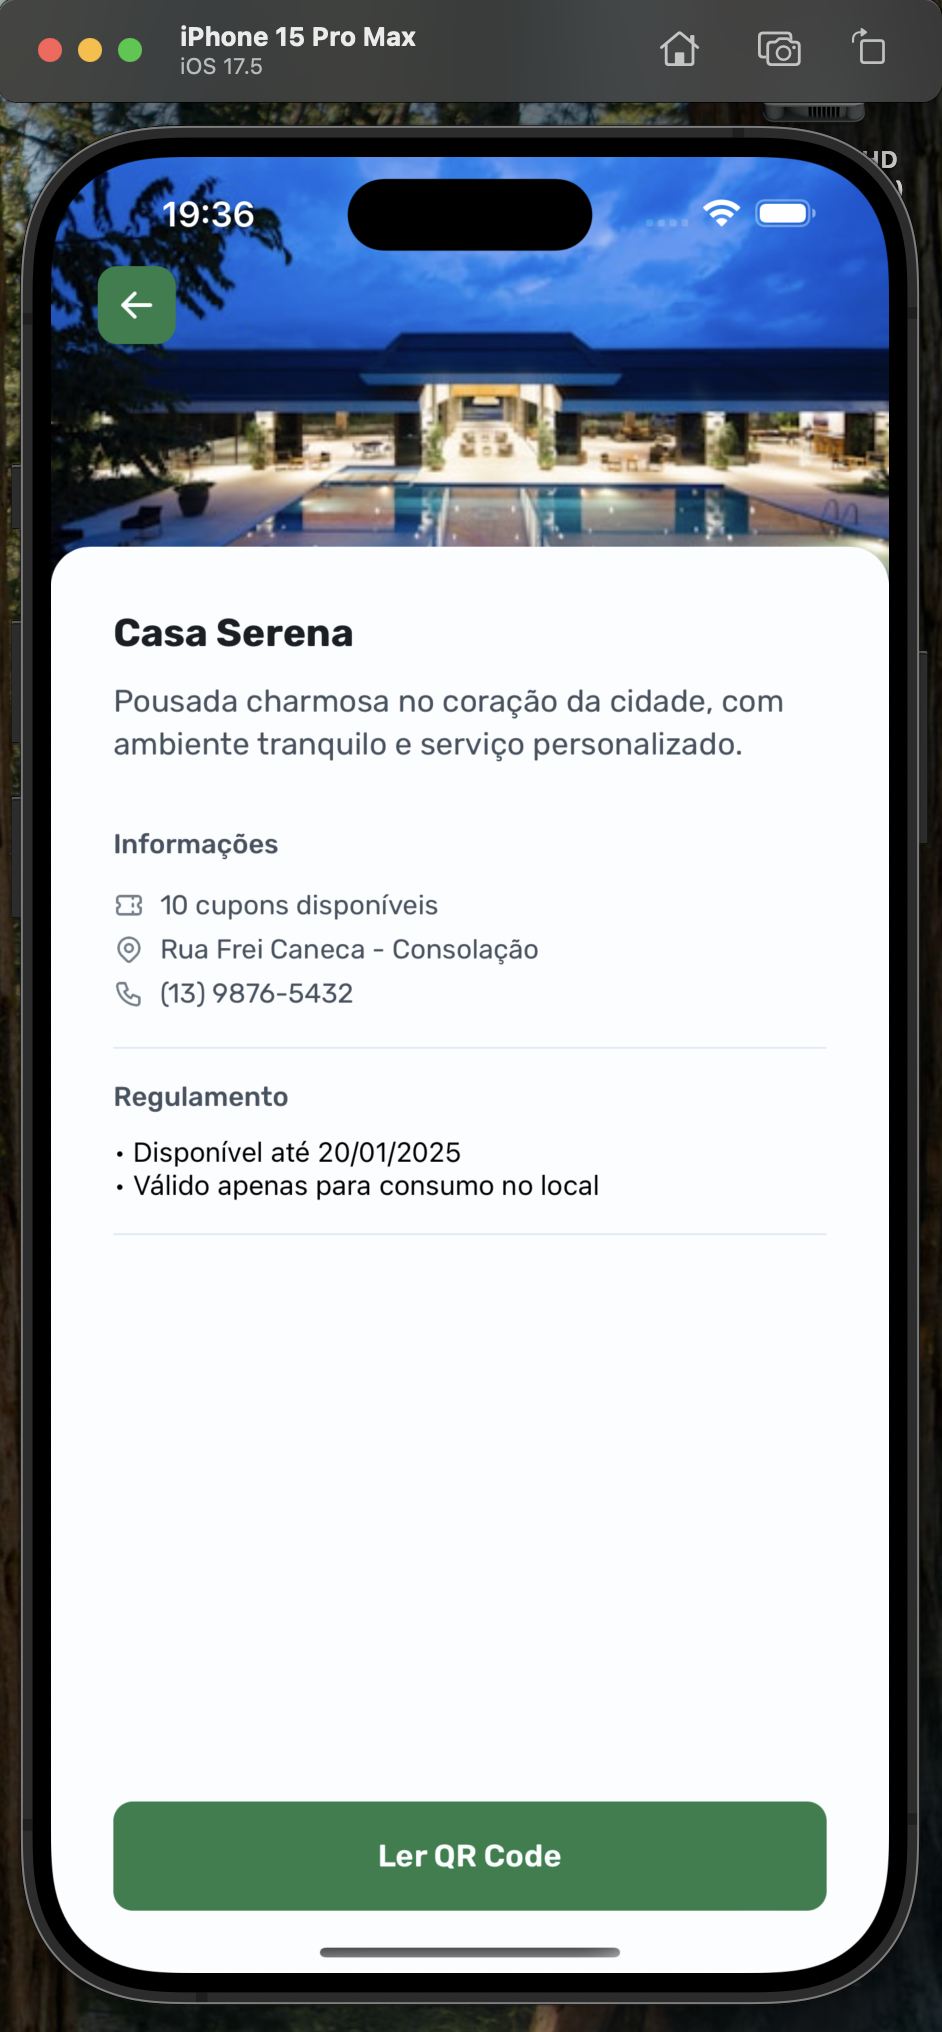 iPhone 15 Pro Max
iOS 17.5
HD
19:36
Casa Serena
Pousada charmosa no coração da cidade, com
ambiente tranquilo e serviço personalizado.
Informações
10 cupons disponíveis
Rua Frei Caneca - Consolação
(13) 9876-5432
Regulamento
• Disponível até 20/01/2025
• Válido apenas para consumo no local
Ler QR Code